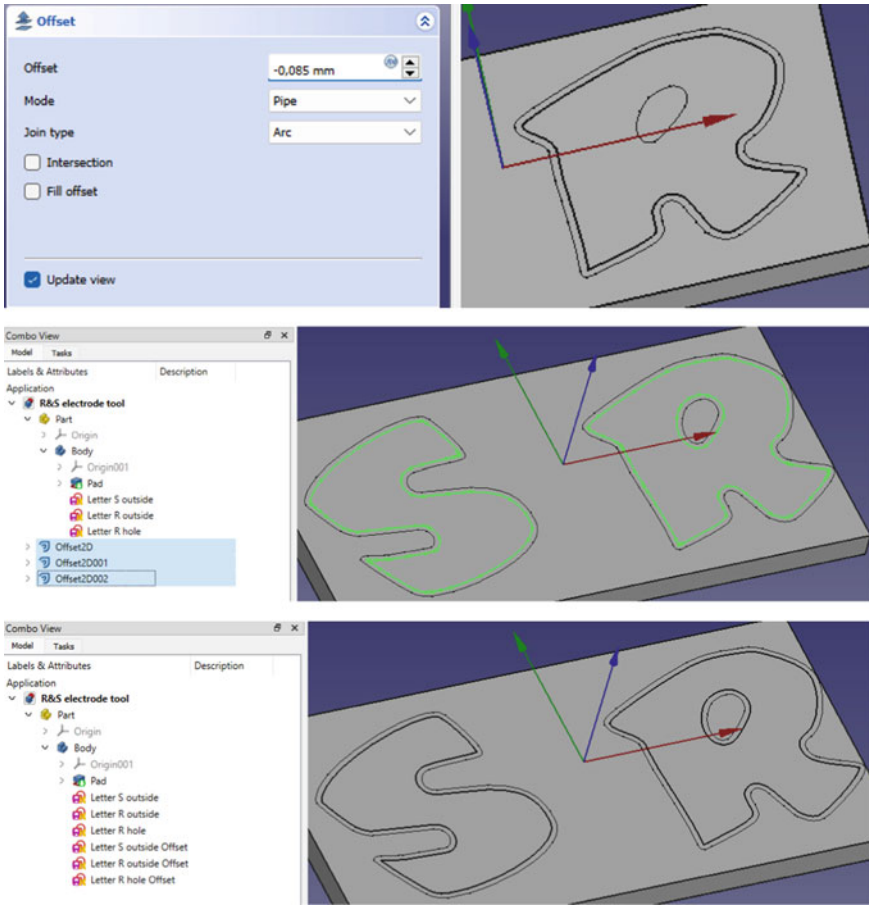 Offset
Offset -0,085 mm
Mode Pipe
Join type Arc
Intersection
Fill offset
Update view
Combo View
Model Tasks
Labels & Attributes Description
Application
R&S electrode tool
Part
Origin
Body
Origin001
Pad
Letter S outside
Letter R outside
Letter R hole
Offset2D
Offset2D001
Offset2D002
Combo View
Model Tasks
Labels & Attributes Description
Application
R&S electrode tool
Part
Origin
Body
Origin001
Pad
Letter S outside
Letter R outside
Letter R hole
Letter S outside Offset
Letter R outside Offset
Letter R hole Offset